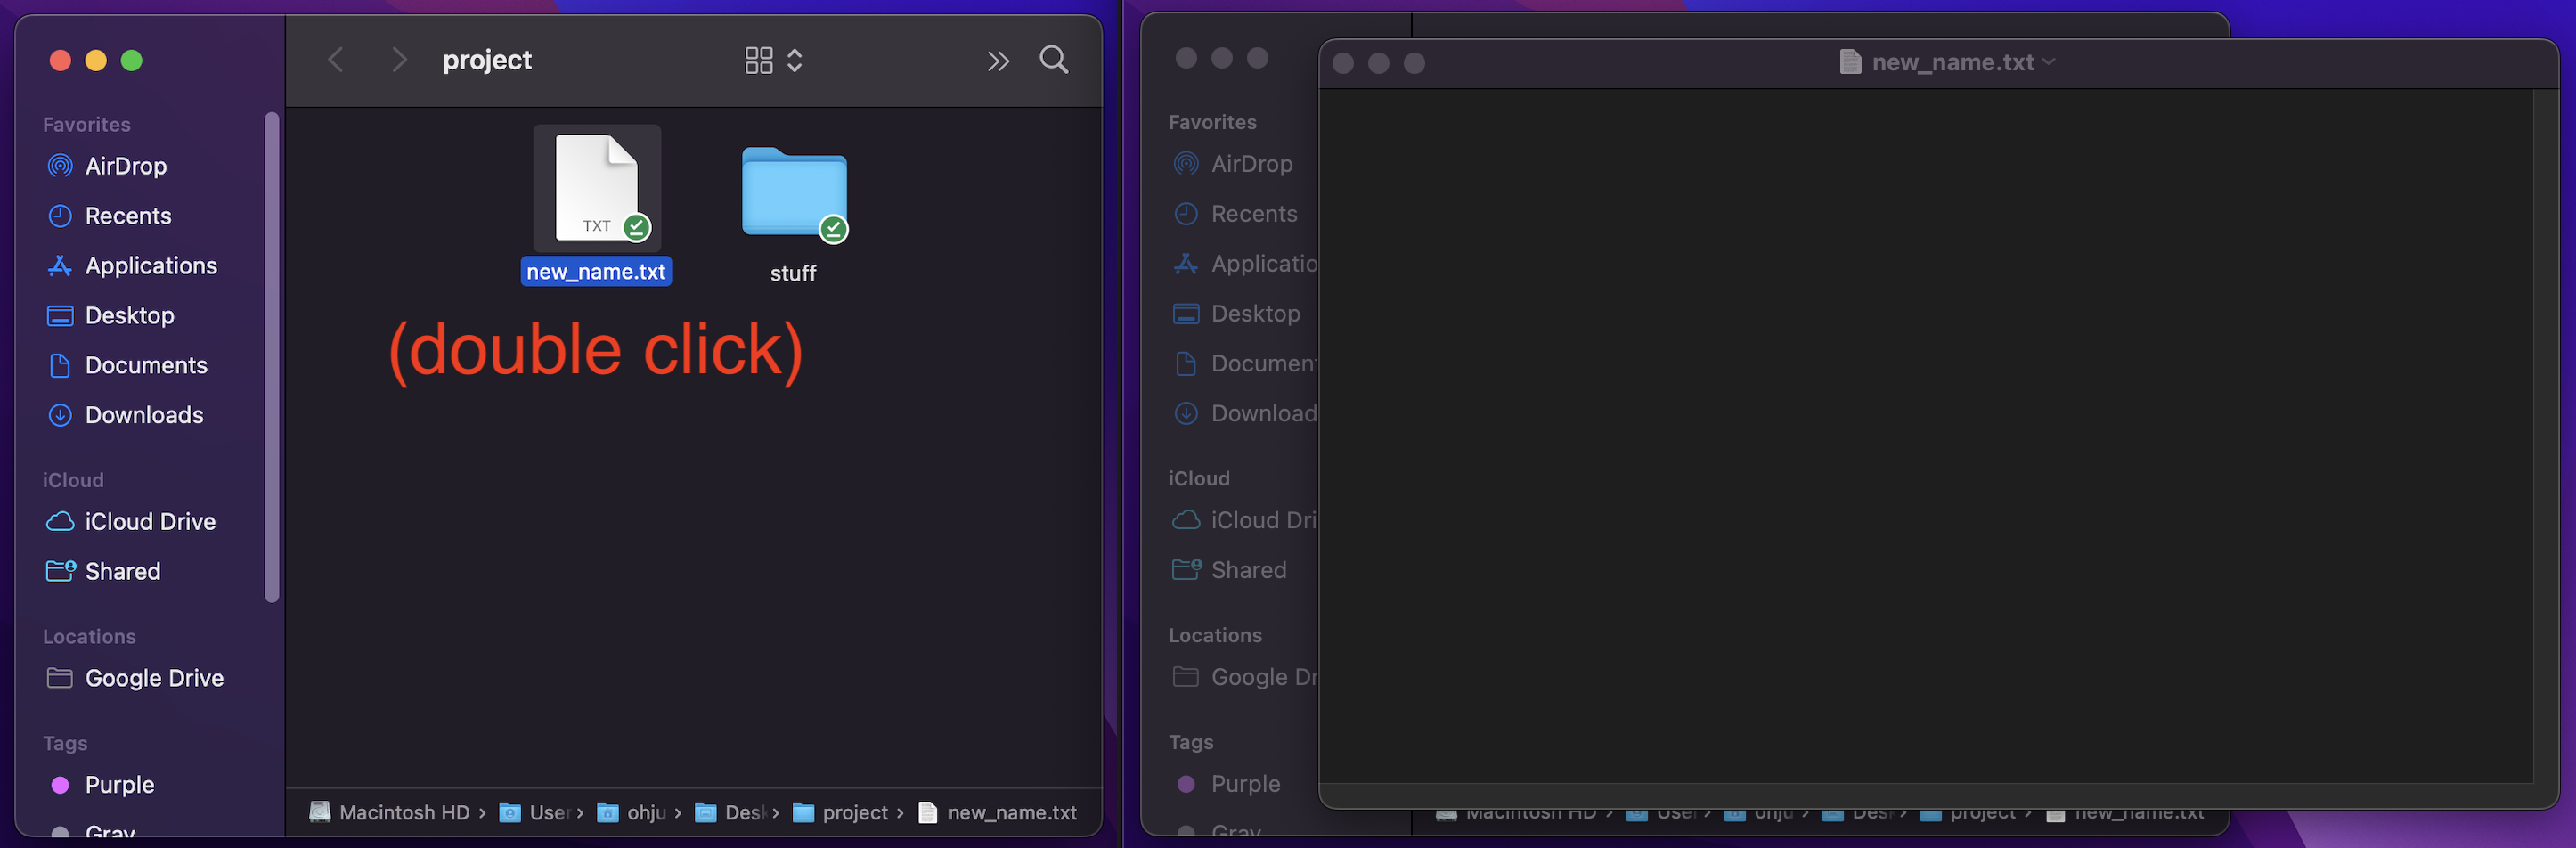 project
Favorites
AirDrop
Recents
Applications
Desktop
Documents
Downloads
iCloud
iCloud Drive
Shared
Locations
Google Drive
Tags
Purple
Gray
TXT
new_name.txt
stuff
(double click)
Macintosh HD › User › ohju › Desk › project › new_name.txt
new_name.txt
Favorites
AirDrop
Recents
Applicatio
Desktop
Document
Download
iCloud
iCloud Dri
Shared
Locations
Google Dr
Tags
Purple
Gray
Macintosh HD › User › ohju › Desk › project › new_name.txt